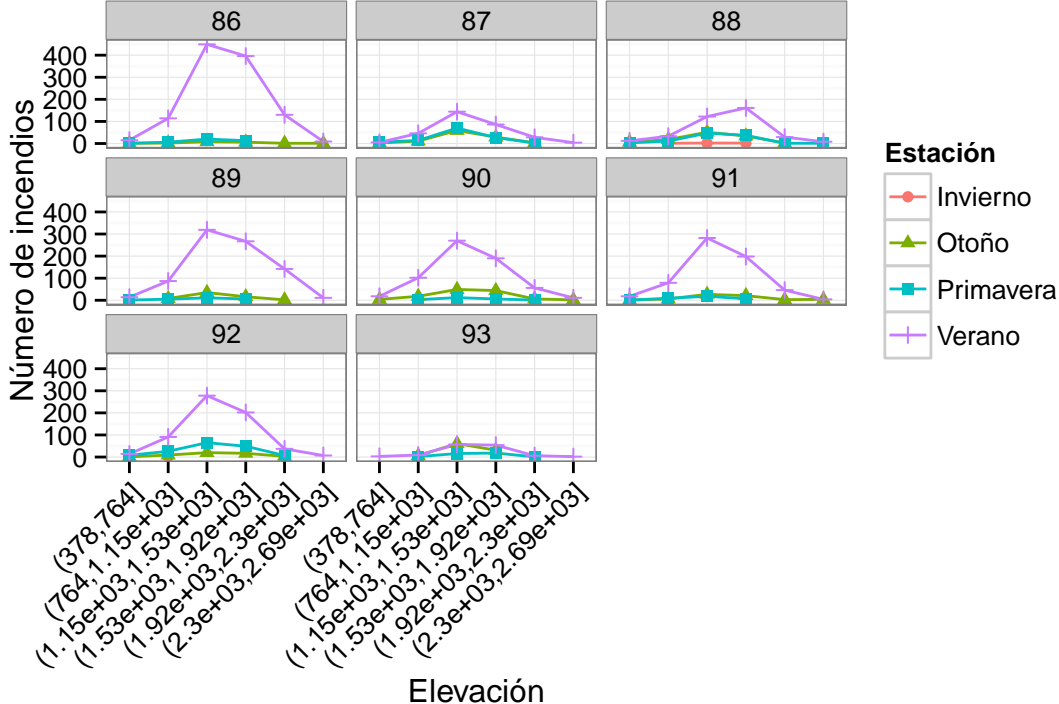 86
87
88
400
300
200
100
0
89
90
91
400
300
200
100
0
92
93
400
300
200
100
0
Número de incendios
(378,764]
(764,1.15e+03]
(1.15e+03,1.53e+03]
(1.53e+03,1.92e+03]
(1.92e+03,2.3e+03]
(2.3e+03,2.69e+03]
(378,764]
(764,1.15e+03]
(1.15e+03,1.53e+03]
(1.53e+03,1.92e+03]
(1.92e+03,2.3e+03]
(2.3e+03,2.69e+03]
Elevación
Estación
Invierno
Otoño
Primavera
Verano